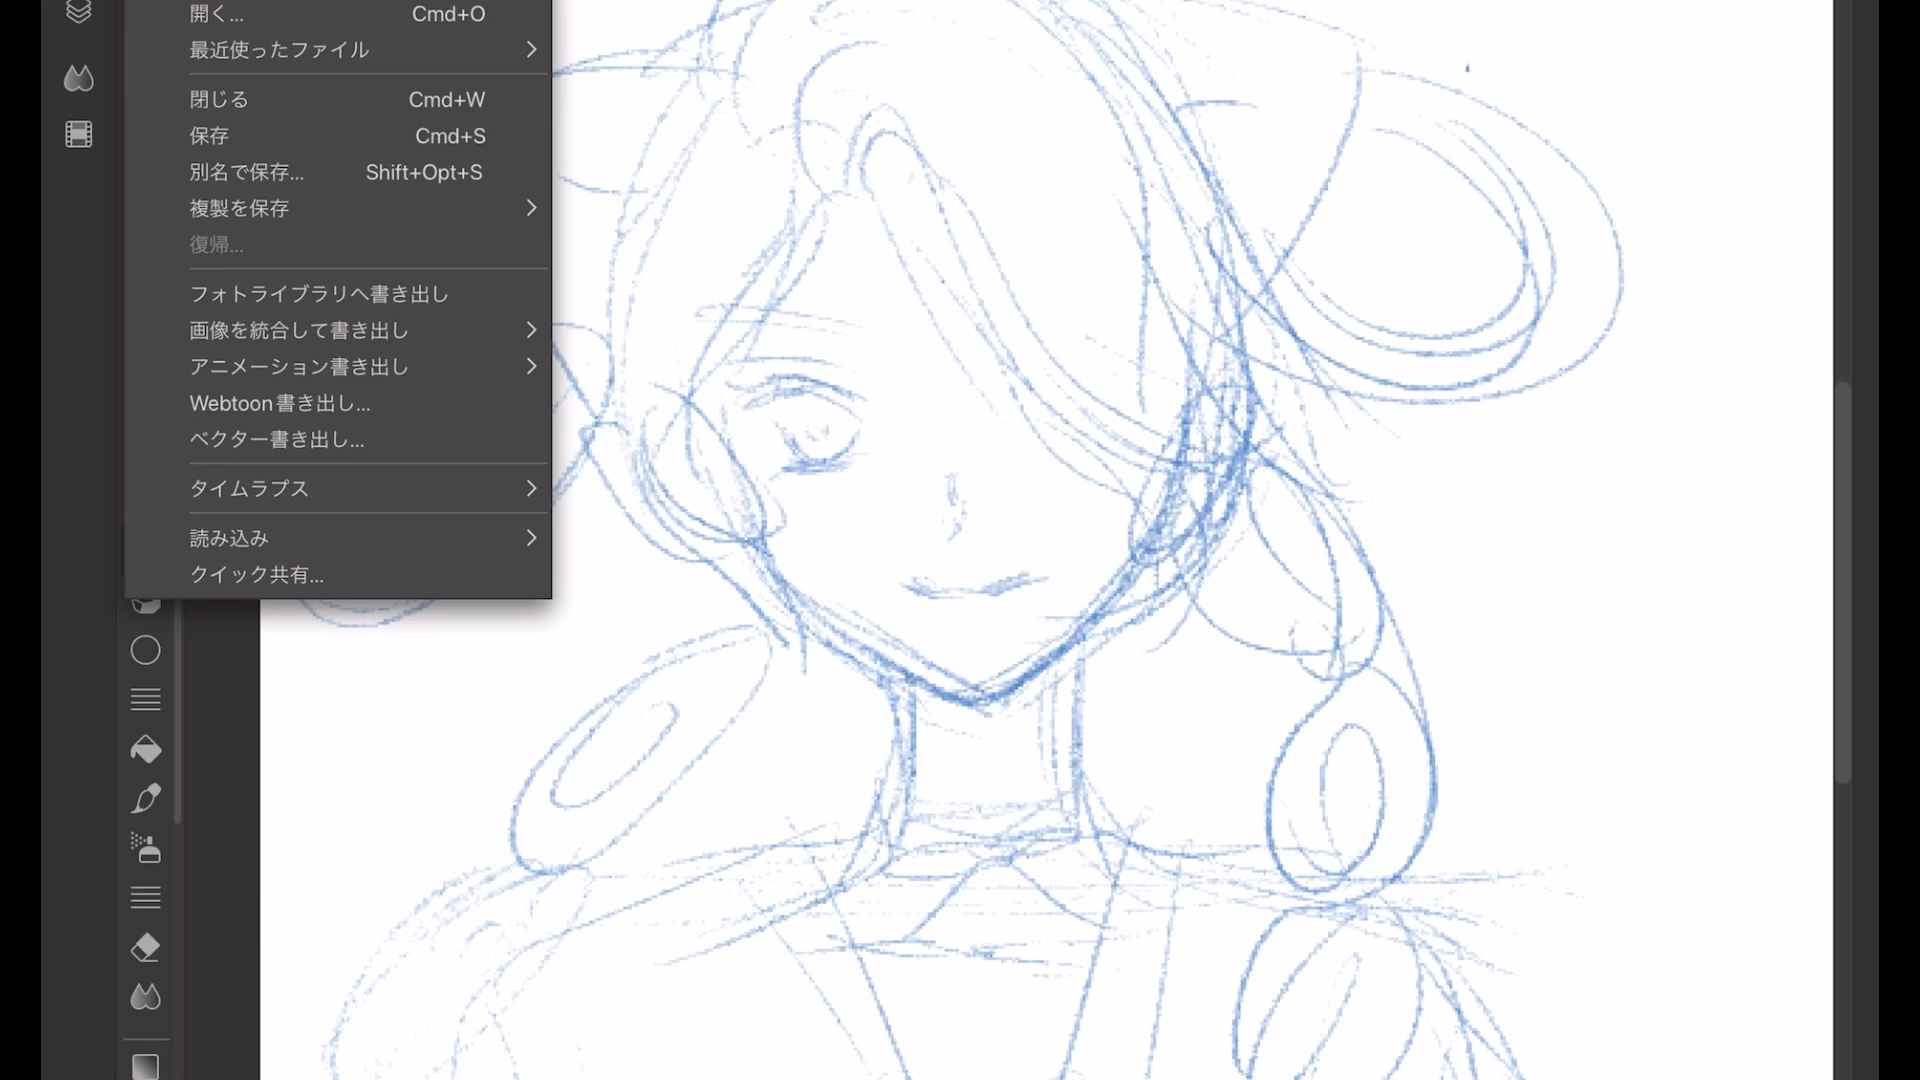 開く... Cmd+O
最近使ったファイル
閉じる Cmd+W
保存 Cmd+S
別名で保存... Shift+Opt+S
複製を保存
復帰...
フォトライブラリへ書き出し
画像を統合して書き出し
アニメーション書き出し
Webtoon書き出し...
ベクター書き出し...
タイムラプス
読み込み
クイック共有...